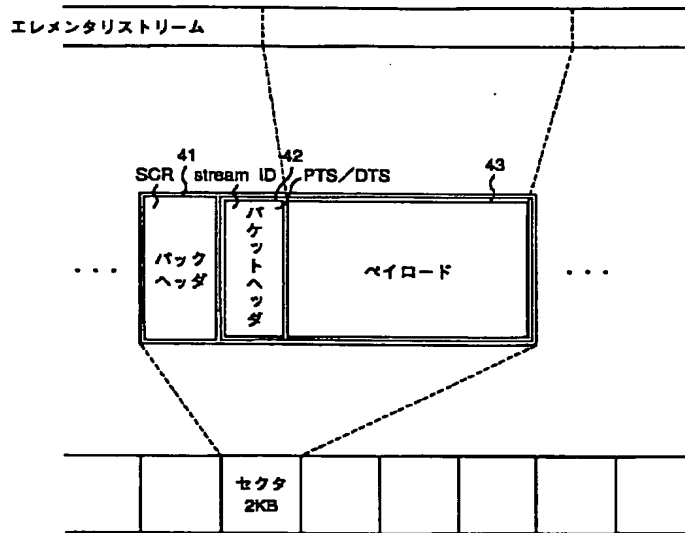 エレメンタリストリーム
41 42 43
SCR stream ID PTS/DTS
・・・
パック
ヘッダ
パケットヘッダ
ペイロード
・・・
セクタ
2KB